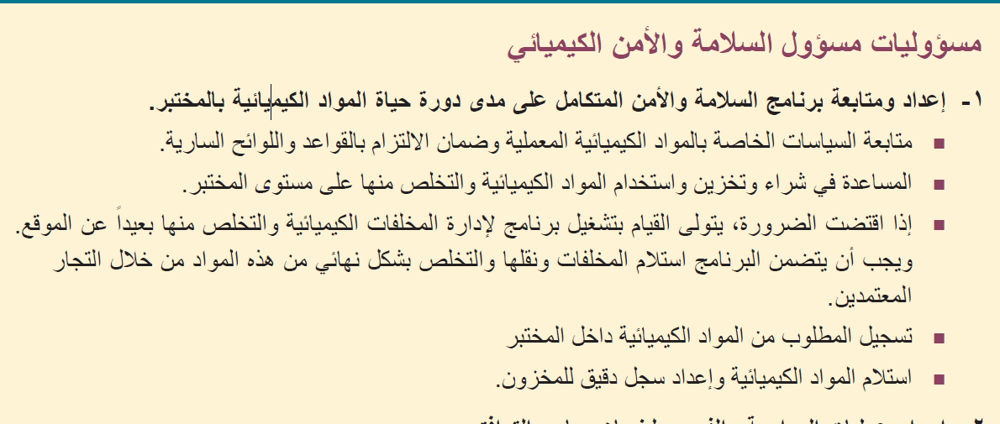 مسؤوليات مسؤول السلامة والأمن الكيميائي
١- إعداد ومتابعة برنامج السلامة والأمن المتكامل على مدى دورة حياة المواد الكيميائية بالمختبر.
■ متابعة السياسات الخاصة بالمواد الكيميائية المعملية وضمان الالتزام بالقواعد واللوائح السارية.
■ المساعدة في شراء وتخزين واستخدام المواد الكيميائية والتخلص منها على مستوى المختبر.
■ إذا اقتضت الضرورة، يتولى القيام بتشغيل برنامج لإدارة المخلفات الكيميائية والتخلص منها بعيداً عن الموقع.
ويجب أن يتضمن البرنامج استلام المخلفات ونقلها والتخلص بشكل نهائي من هذه المواد من خلال التجار
المعتمدين.
■ تسجيل المطلوب من المواد الكيميائية داخل المختبر
■ استلام المواد الكيميائية وإعداد سجل دقيق للمخزون.